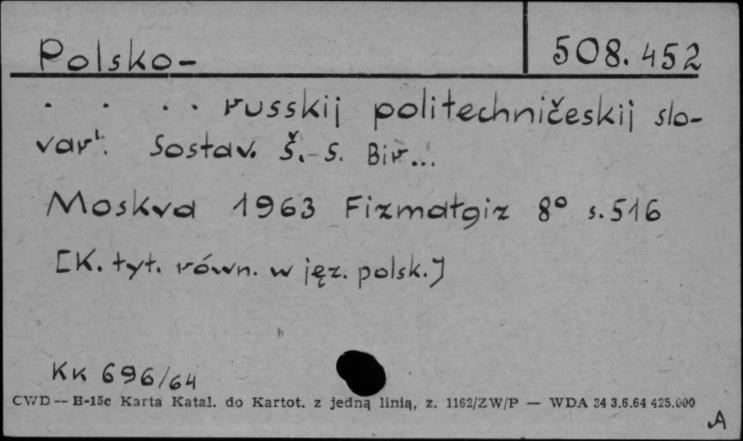 Polsko- 508.452
. . . . russkij politechničeskij slo-
var'. Sostav. Š.-S. Bir...
Moskva 1963 Fizmatgiz 8° s.516
[K. tyt. równ. w jęz. polsk.]
KK 696/64
CWD — B-15c Karta Katal. do Kartot. z jedną linią, z. 1162/ZW/P — WDA 34 3.6.64 425.000
A